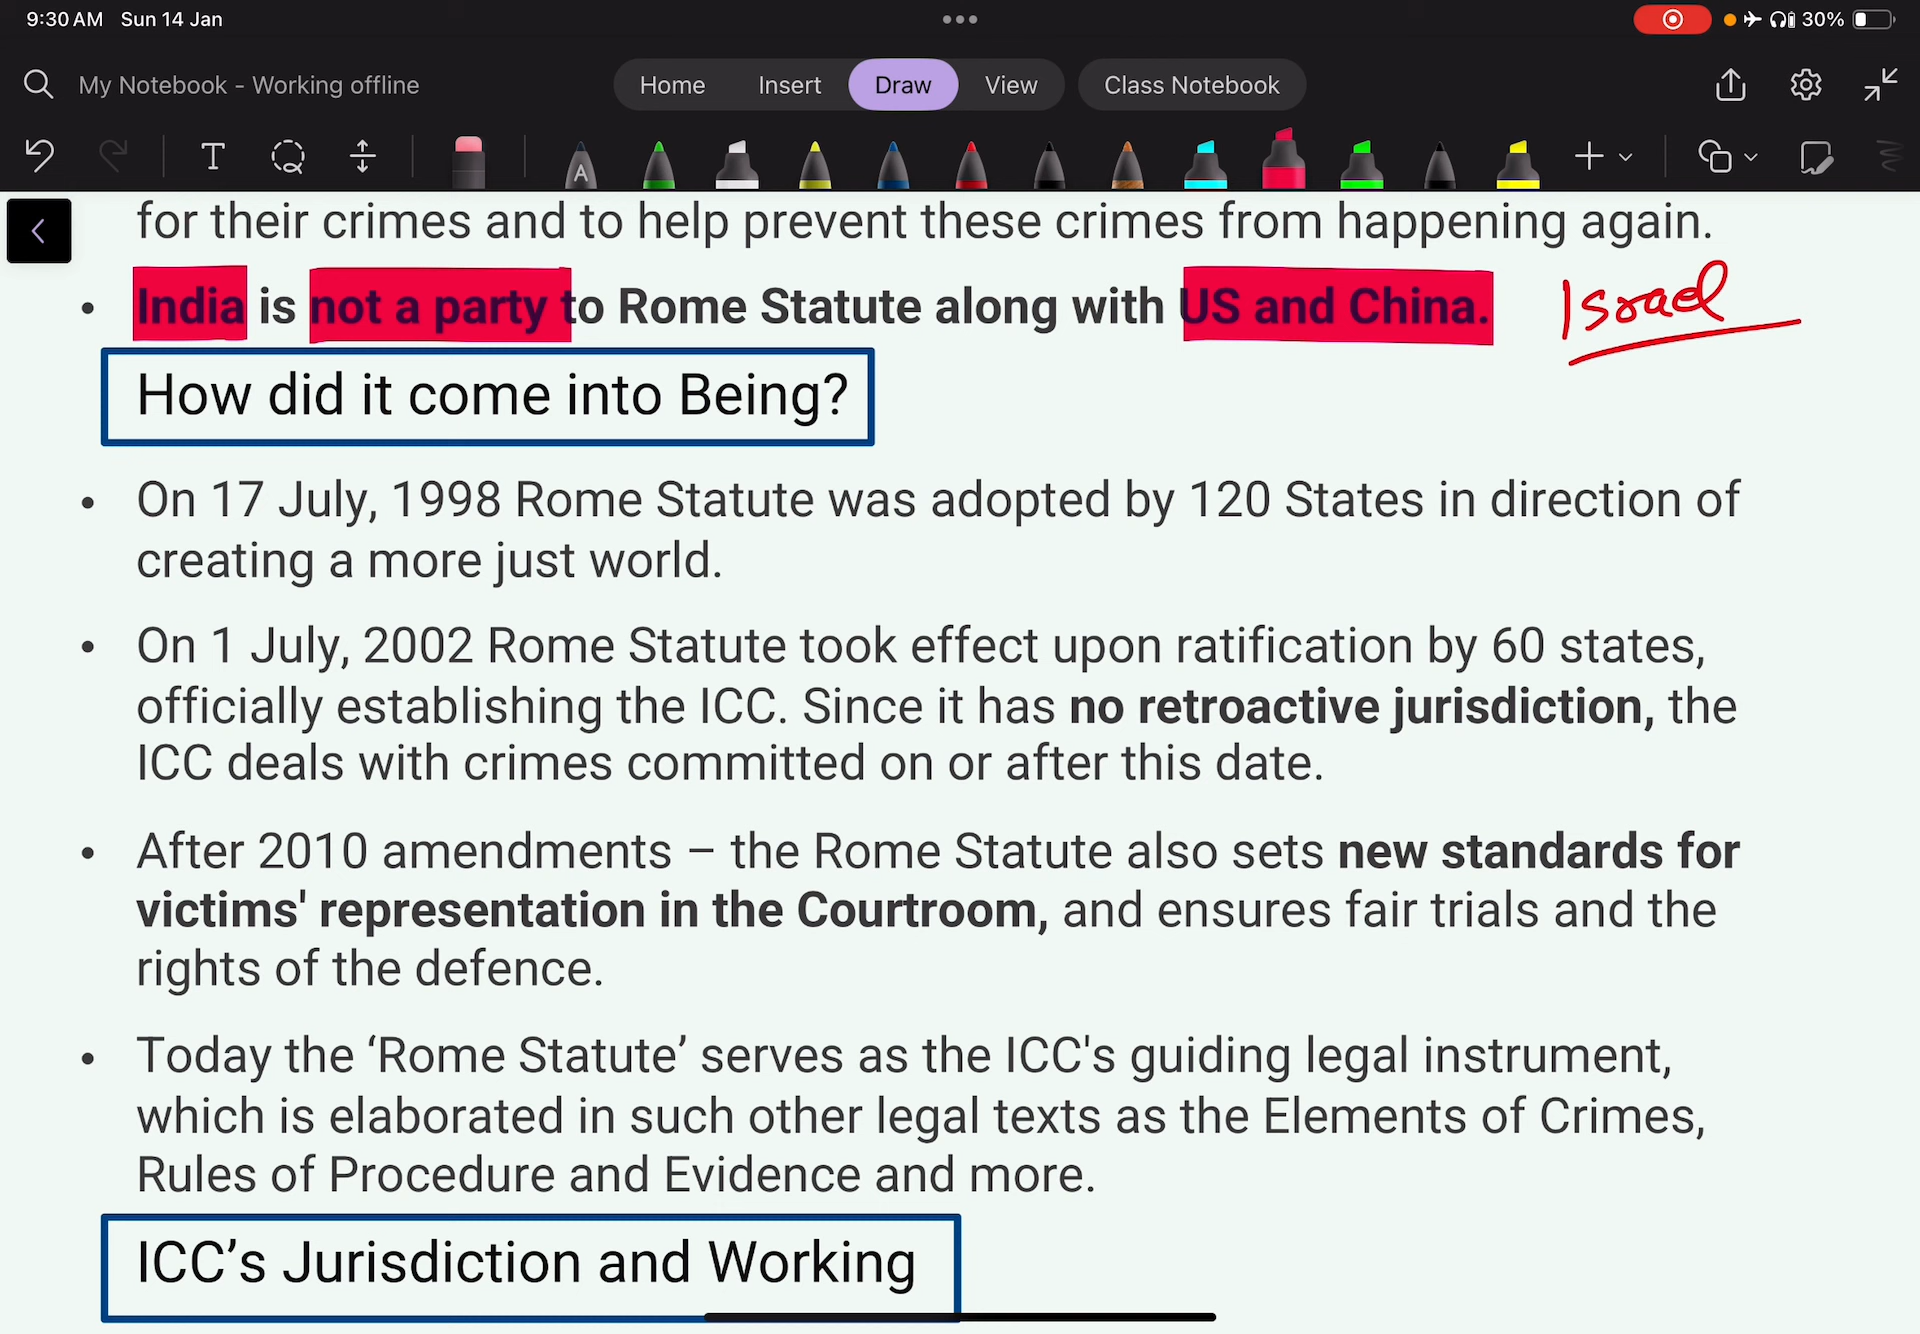 9:30 AM Sun 14 Jan
30%
My Notebook - Working offline
Home Insert Draw View Class Notebook
T
A
for their crimes and to help prevent these crimes from happening again.
• India is not a party to Rome Statute along with US and China. Israel
How did it come into Being?
• On 17 July, 1998 Rome Statute was adopted by 120 States in direction of
creating a more just world.
• On 1 July, 2002 Rome Statute took effect upon ratification by 60 states,
officially establishing the ICC. Since it has no retroactive jurisdiction, the
ICC deals with crimes committed on or after this date.
• After 2010 amendments – the Rome Statute also sets new standards for
victims' representation in the Courtroom, and ensures fair trials and the
rights of the defence.
• Today the ‘Rome Statute’ serves as the ICC's guiding legal instrument,
which is elaborated in such other legal texts as the Elements of Crimes,
Rules of Procedure and Evidence and more.
ICC’s Jurisdiction and Working